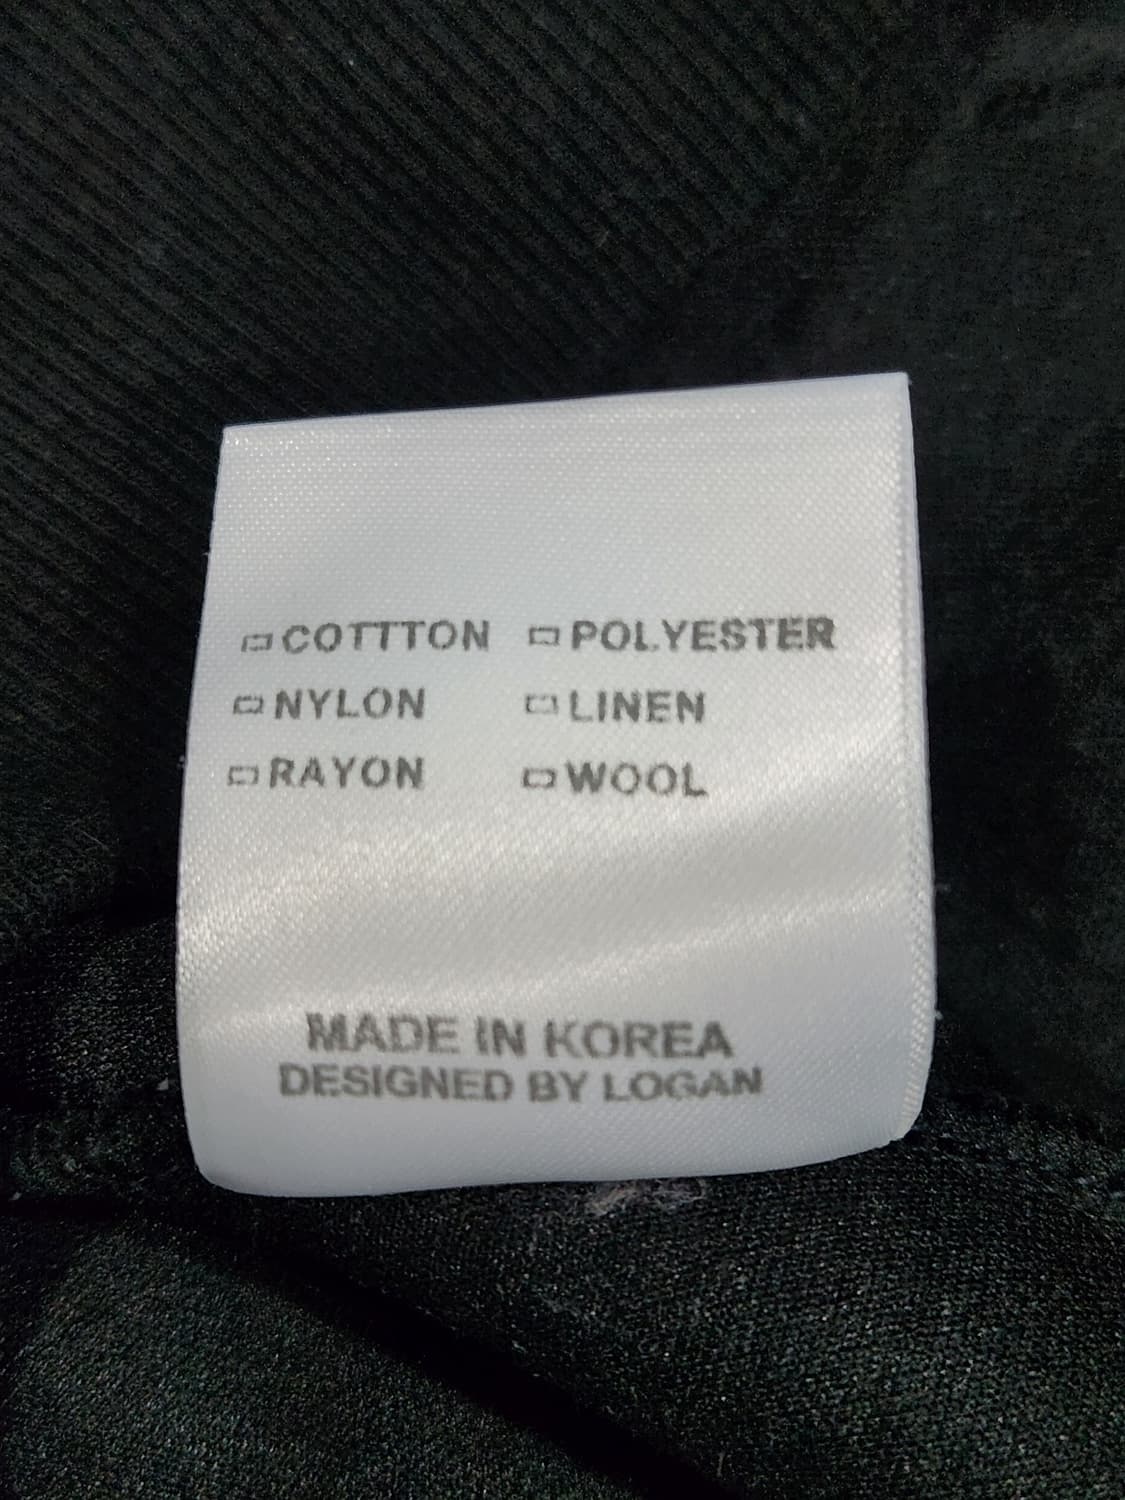 ☐ COTTTON ☐ POLYESTER
☐ NYLON ☐ LINEN
☐ RAYON ☐ WOOL
MADE IN KOREA
DESIGNED BY LOGAN